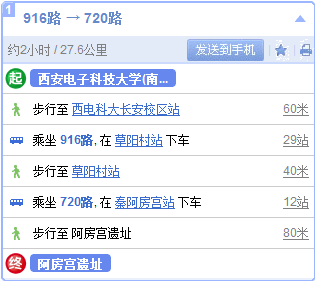 1
916路 → 720路
约2小时 / 27.6公里 发送到手机
起 西安电子科技大学(南...
步行至 西电科大长安校区站 60米
乘坐 916路, 在 草阳村站 下车 29站
步行至 草阳村站 40米
乘坐 720路, 在 秦阿房宫站 下车 12站
步行至 阿房宫遗址 80米
终 阿房宫遗址